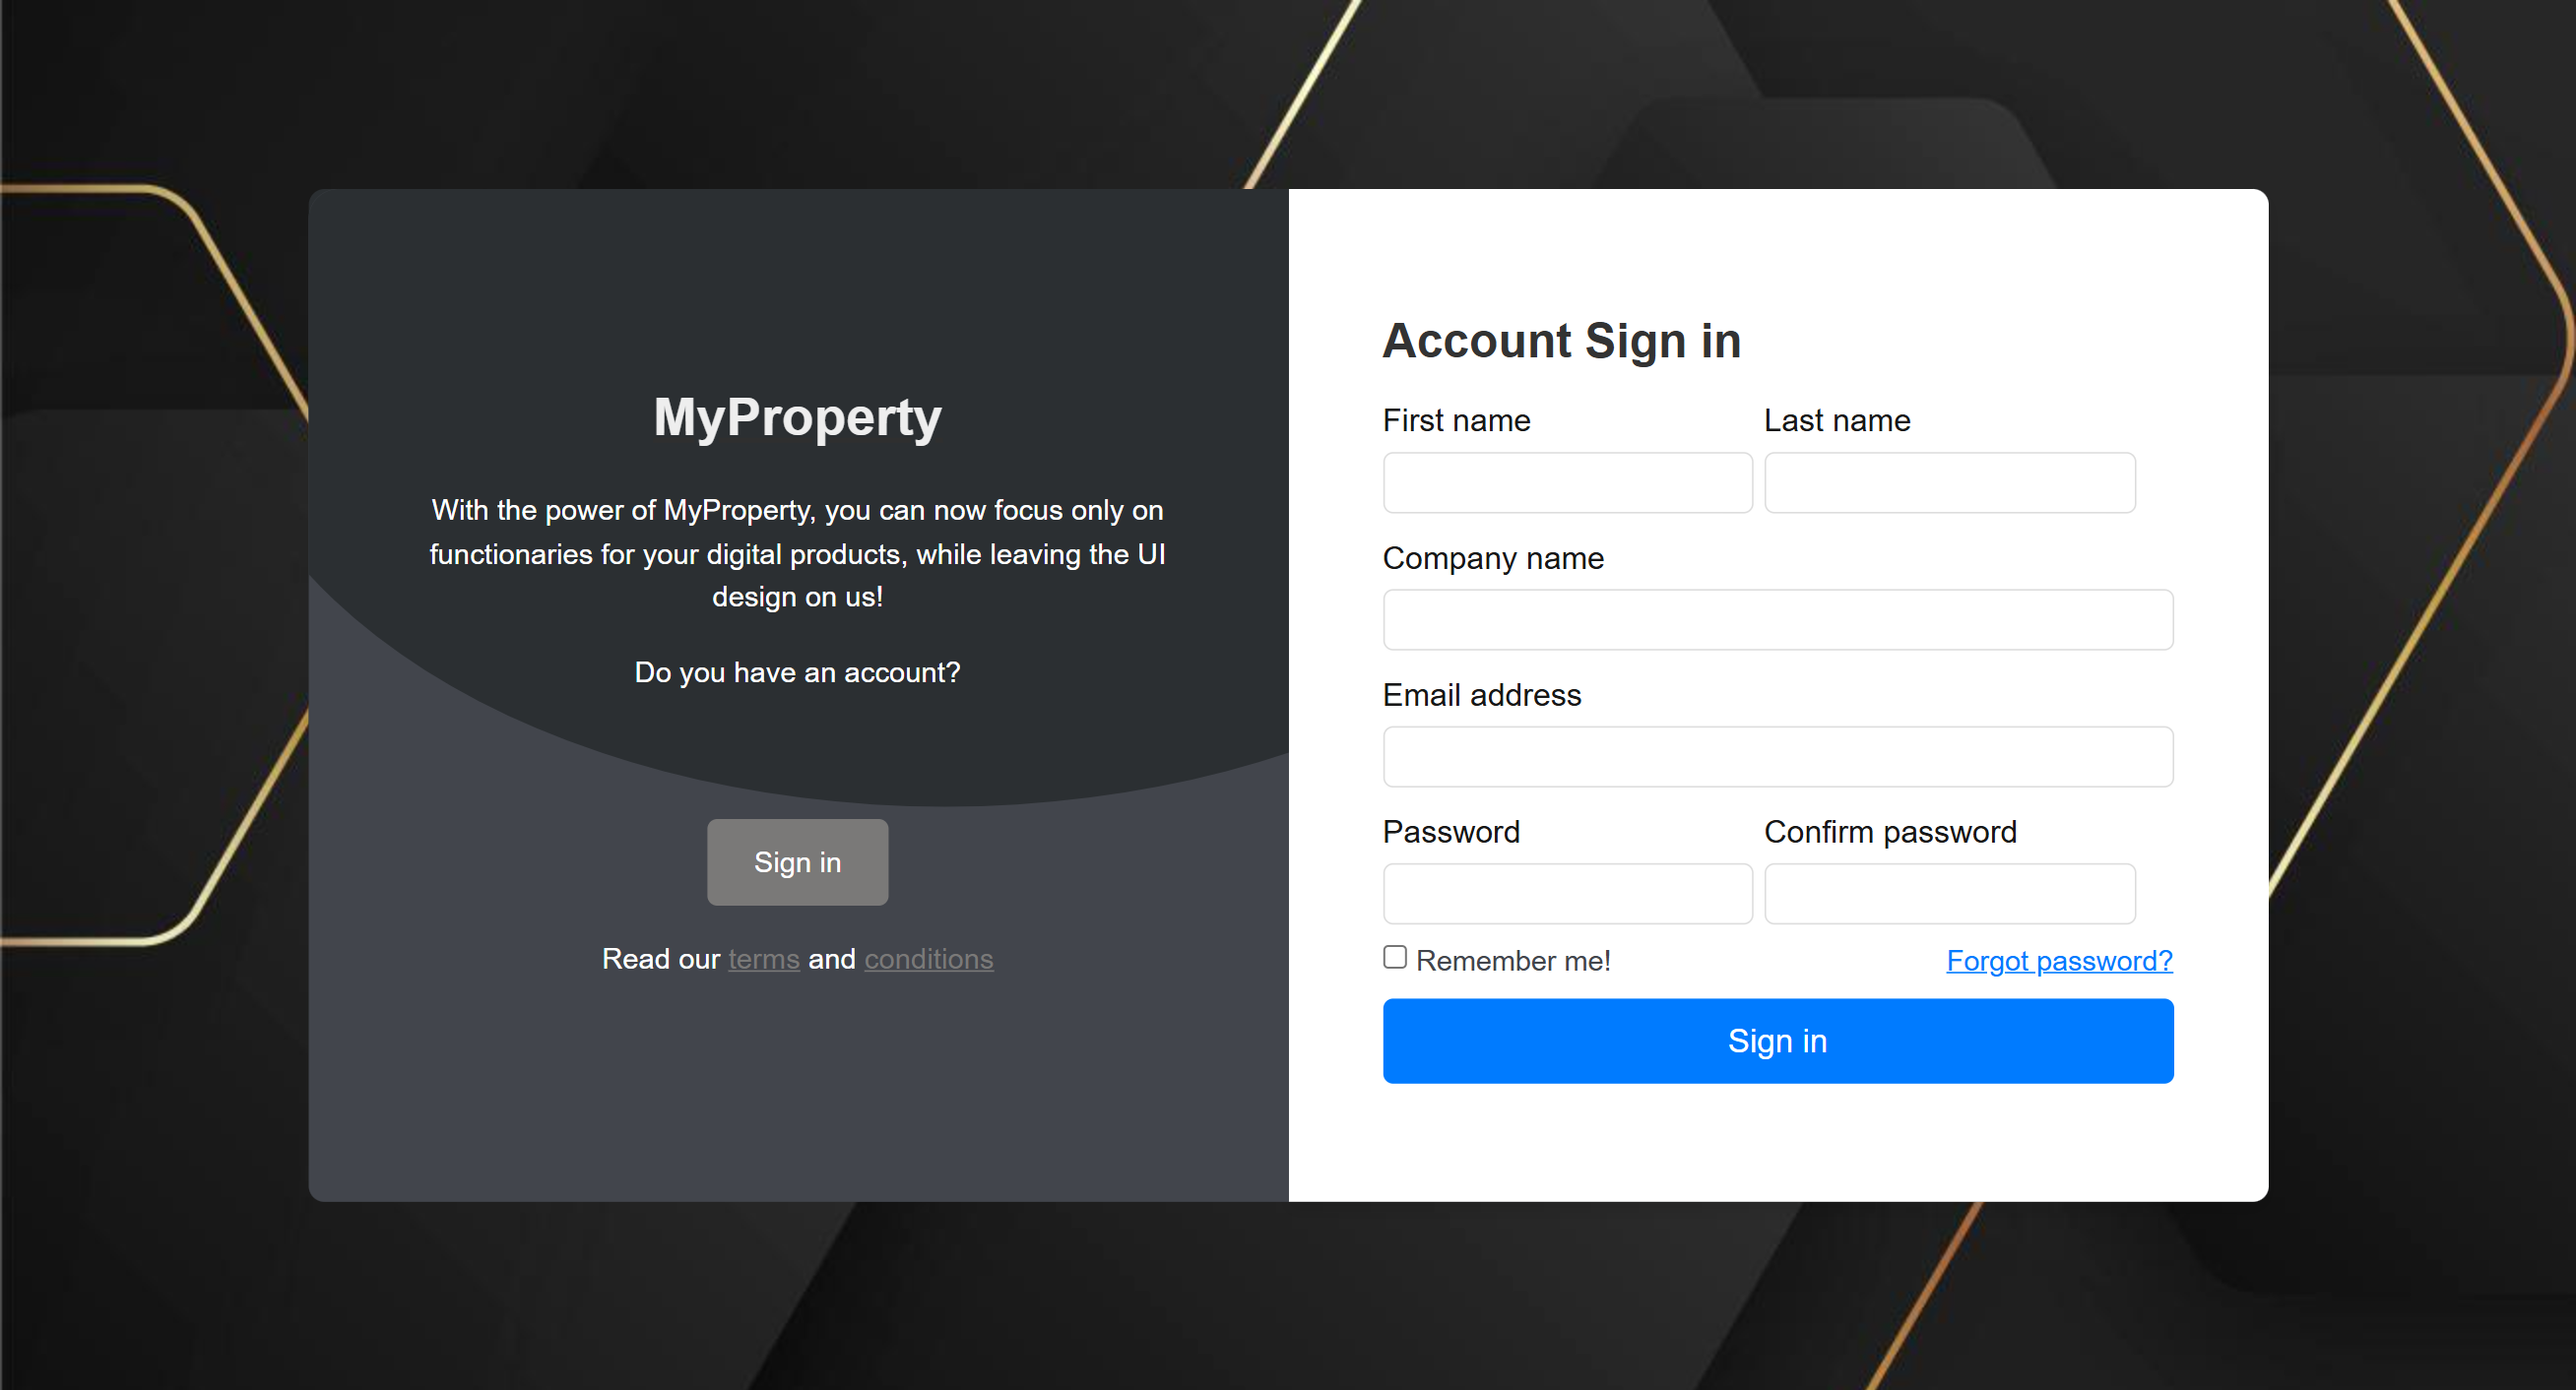 MyProperty
With the power of MyProperty, you can now focus only on
functionaries for your digital products, while leaving the UI
design on us!
Do you have an account?
Sign in
Read our terms and conditions
Account Sign in
First name
Last name
Company name
Email address
Password
Confirm password
Remember me!
Forgot password?
Sign in